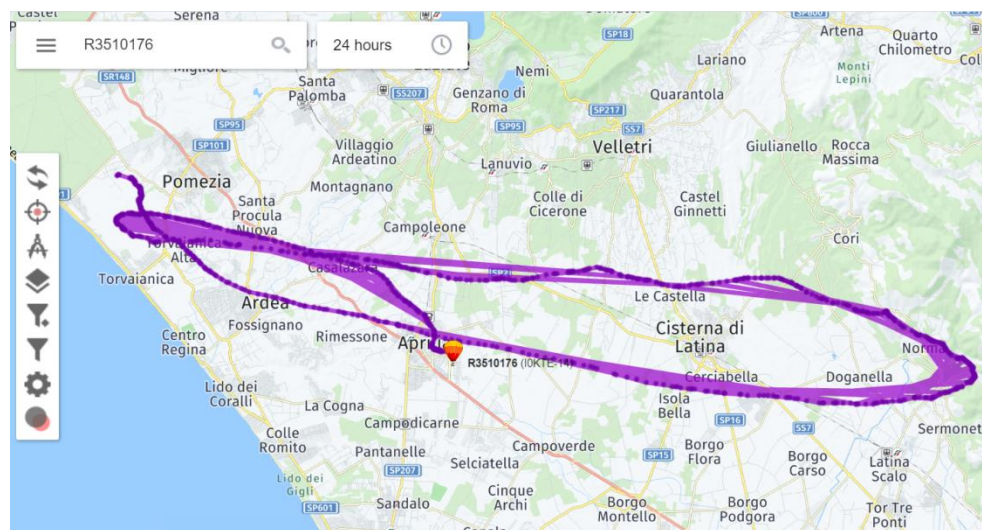 Castel
Serena
SP18
Artena
Quarto
Chilometro
R3510176
24 hours
Lariano
Monti
Lepini
SR148
Migliore
Santa
Palomba
SS207
Genzano di
Roma
Nemi
SP217
Quarantola
SP95
SP95
SS7
SP101
Villaggio
Ardeatino
Lanuvio
Velletri
Giulianello
Rocca
Massima
Pomezia
Montagnano
Colle di
Cicerone
Castel
Ginnetti
Santa
Procula
Nuova
Campoleone
Cori
Torvaianica
Alta
Casalazara
Torvaianica
Le Castella
Ardea
Fossignano
Centro
Regina
Rimessone
Aprilia
Cisterna di
Latina
Norma
R3510176 (I0KTE-14)
Cerciabella
Doganella
Lido dei
Coralli
La Cogna
Isola
Bella
SP16
Sermonet
Campodicarne
SS7
Colle
Romito
Pantanelle
Campoverde
SP15
Borgo
Flora
Borgo
Carso
Latina
Scalo
Lido dei
Gigli
SP207
Selciatella
SP601
Sandalo
Cinque
Archi
Borgo
Montello
Borgo
Podgora
Tor Tre
Ponti